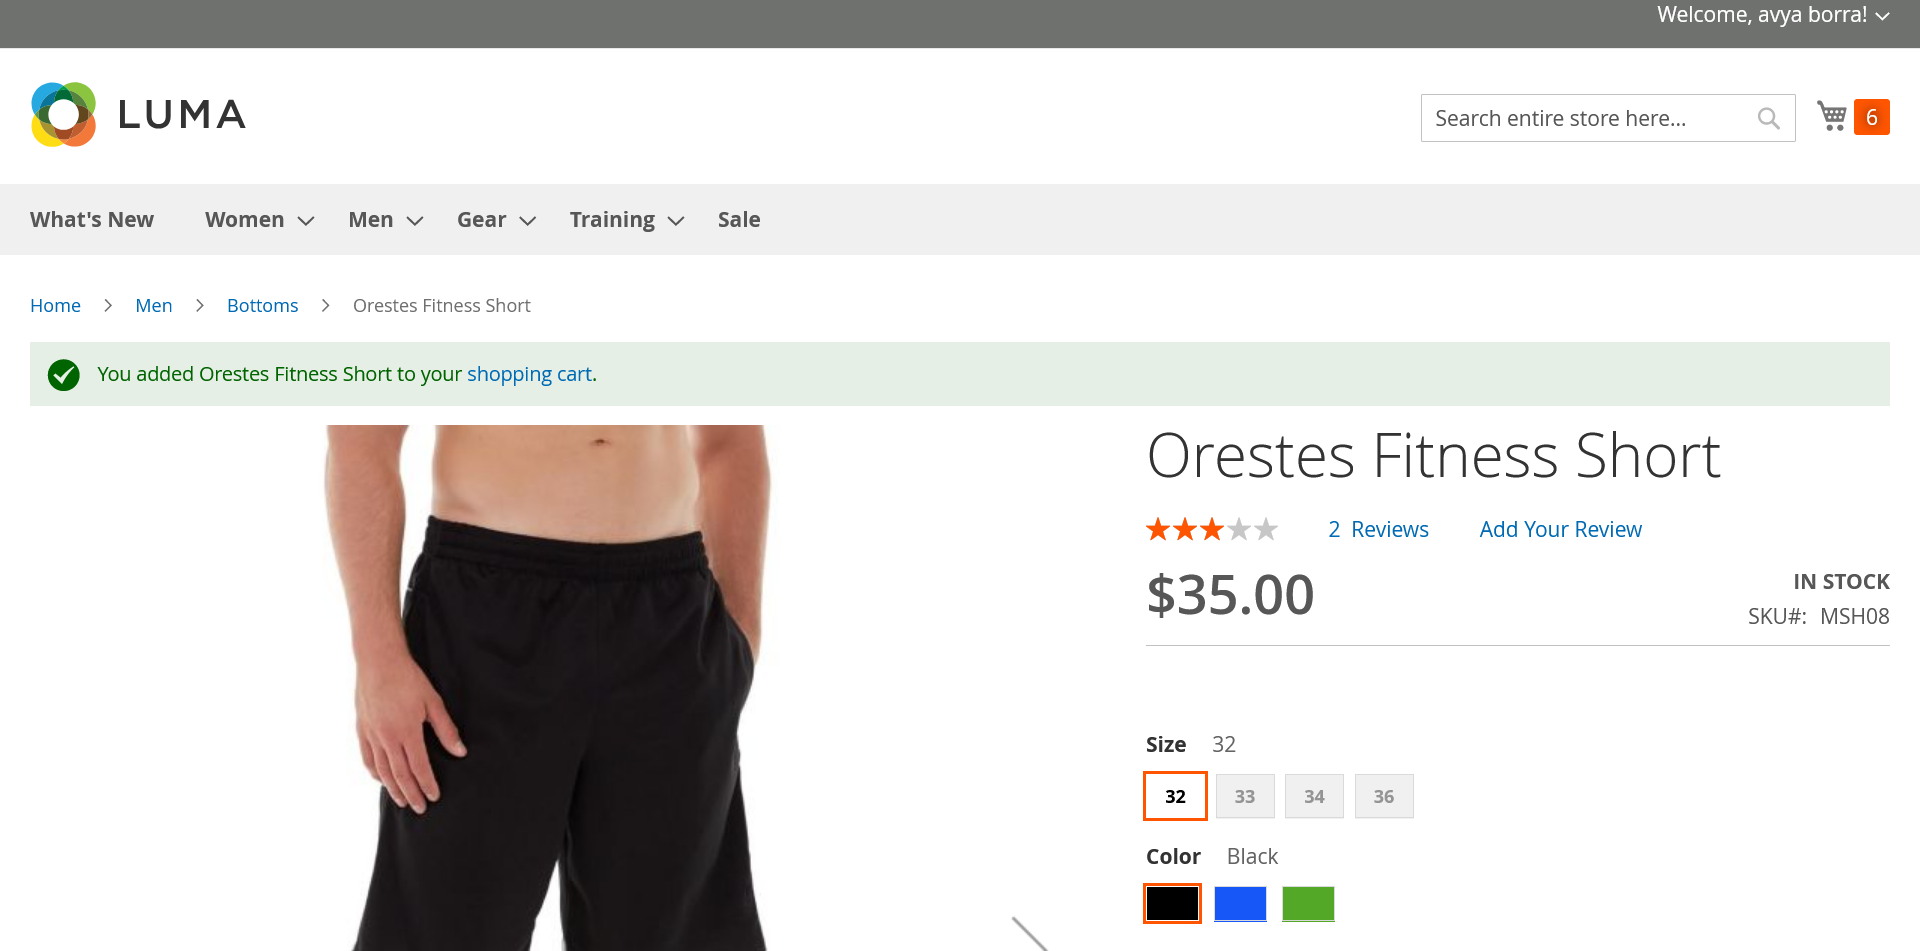 Welcome, avya borra!
LUMA
Search entire store here...
6
What's New Women Men Gear Training Sale
Home > Men > Bottoms > Orestes Fitness Short
You added Orestes Fitness Short to your shopping cart.
Orestes Fitness Short
2 Reviews Add Your Review
$35.00
IN STOCK
SKU#: MSH08
Size 32
32 33 34 36
Color Black